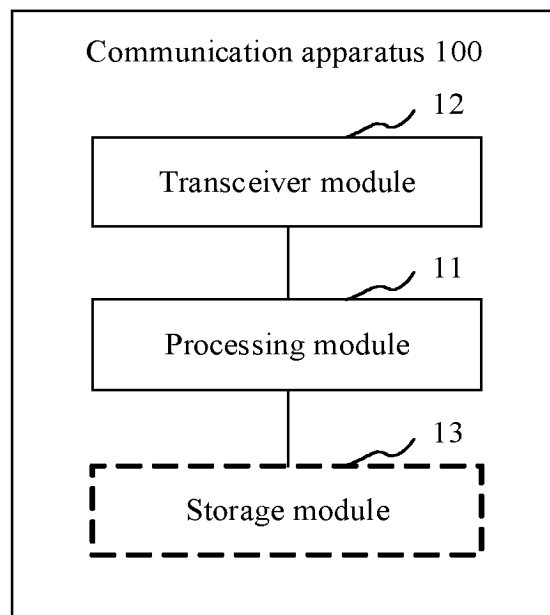 Communication apparatus 100
12
Transceiver module
11
Processing module
13
Storage module